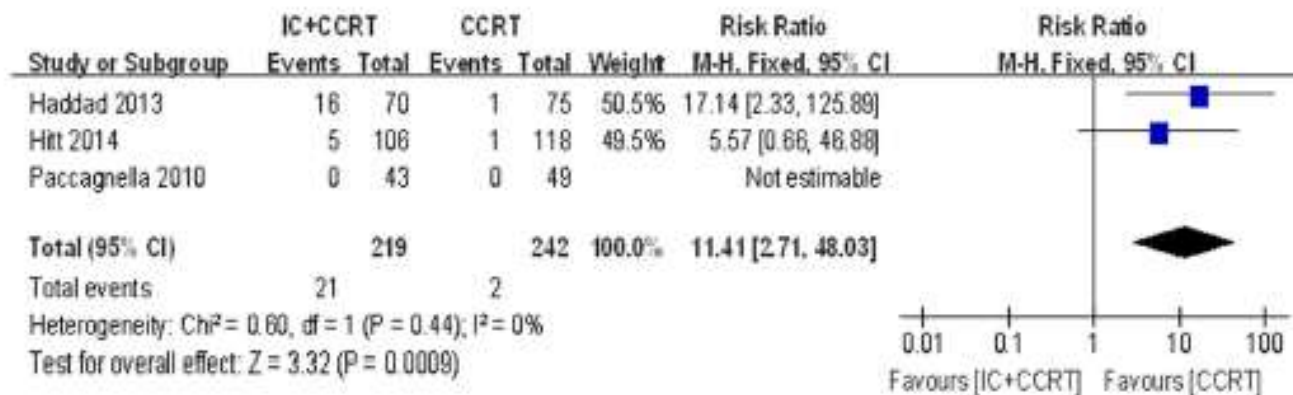 IC+CCRT CCRT Risk Ratio Risk Ratio
Study or Subgroup Events Total Events Total Weight M-H. Fixed, 95% CI M-H. Fixed, 95% CI
Haddad 2013 16 70 1 75 50.5% 17.14 [2.33, 125.89]
Hitt 2014 5 106 1 118 49.5% 5.57 [0.66, 46.88]
Paccagnella 2010 0 43 0 49 Not estimable
Total (95% CI) 219 242 100.0% 11.41 [2.71, 48.03]
Total events 21 2
Heterogeneity: Chi² = 0.60, df = 1 (P = 0.44); I² = 0%
Test for overall effect: Z = 3.32 (P = 0.0009)
0.01 0.1 1 10 100
Favours [IC+CCRT] Favours [CCRT]